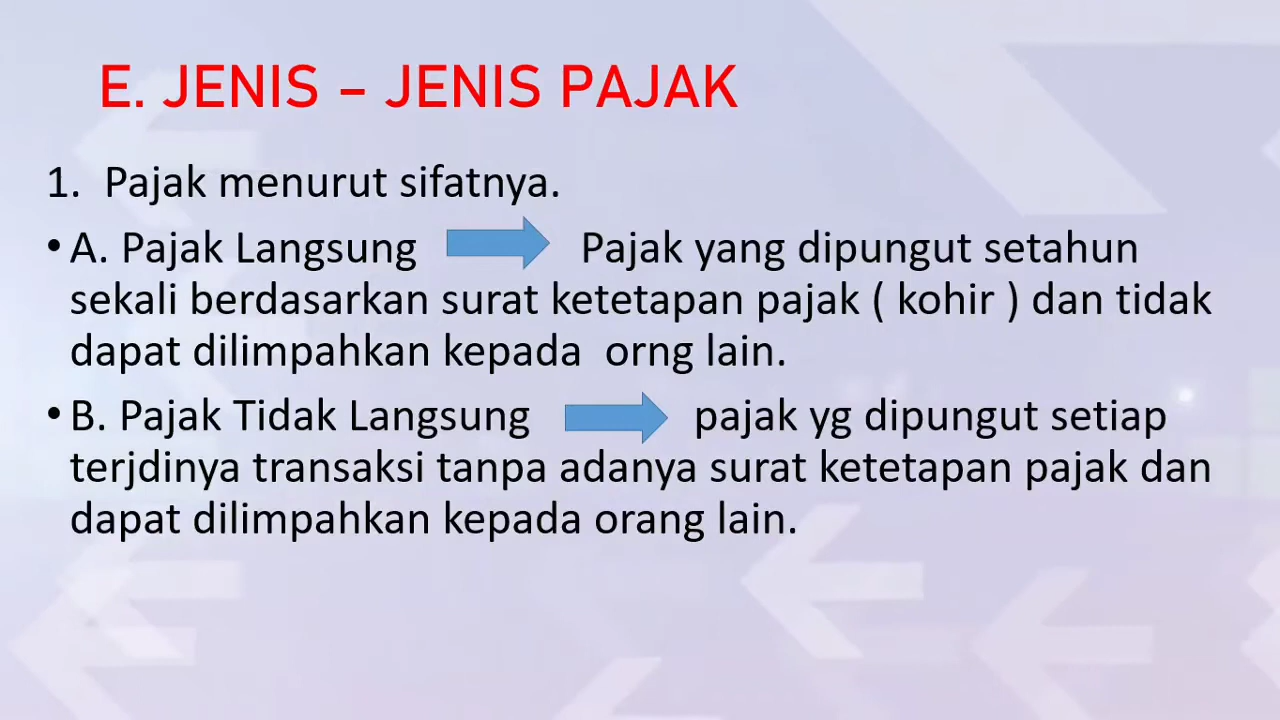 E. JENIS – JENIS PAJAK
1. Pajak menurut sifatnya.
• A. Pajak Langsung Pajak yang dipungut setahun
sekali berdasarkan surat ketetapan pajak ( kohir ) dan tidak
dapat dilimpahkan kepada orng lain.
• B. Pajak Tidak Langsung pajak yg dipungut setiap
terjdinya transaksi tanpa adanya surat ketetapan pajak dan
dapat dilimpahkan kepada orang lain.